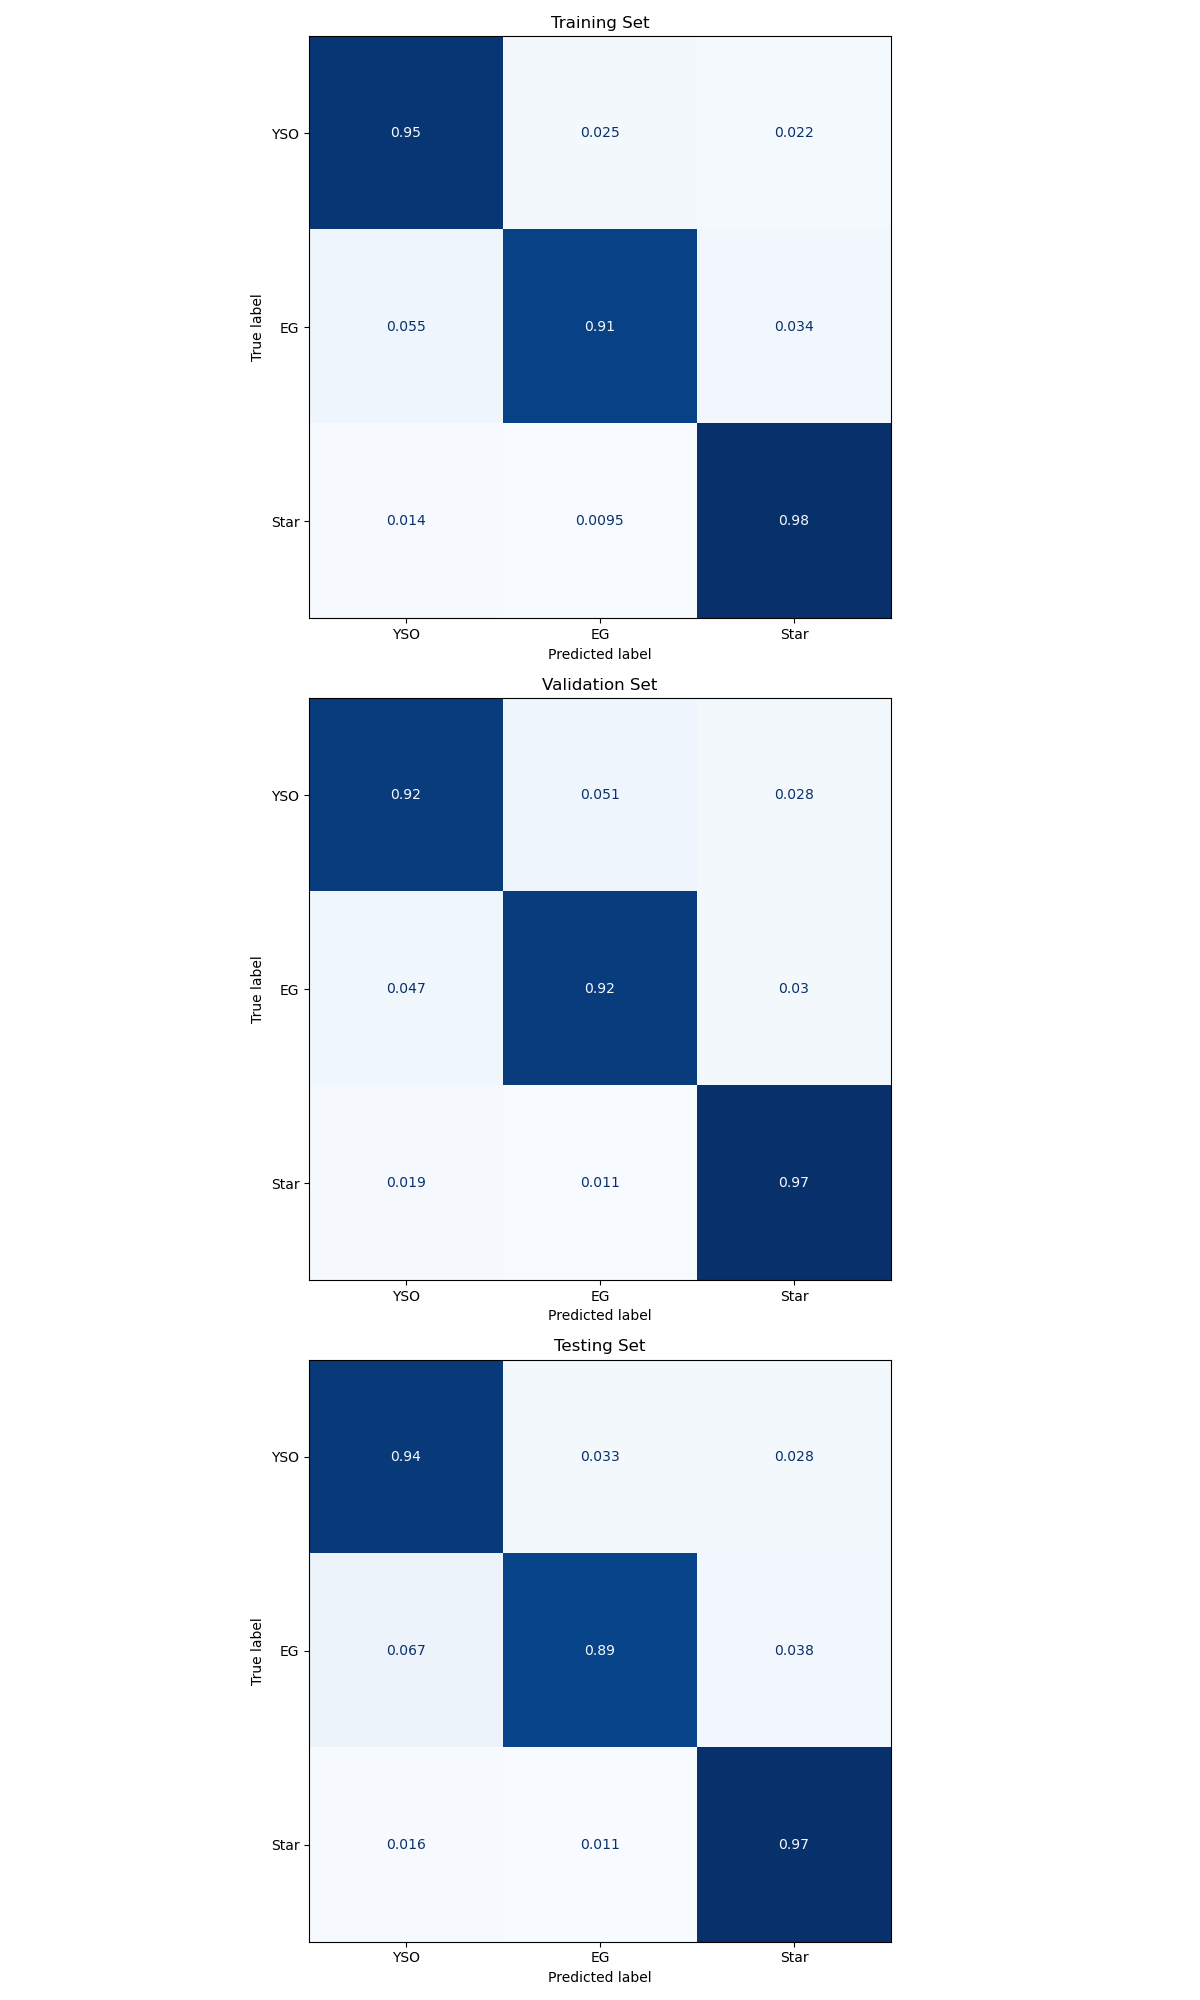 Training Set
YSO 0.95 0.025 0.022
True label
EG 0.055 0.91 0.034
Star 0.014 0.0095 0.98
YSO EG Star
Predicted label
Validation Set
YSO 0.92 0.051 0.028
True label
EG 0.047 0.92 0.03
Star 0.019 0.011 0.97
YSO EG Star
Predicted label
Testing Set
YSO 0.94 0.033 0.028
True label
EG 0.067 0.89 0.038
Star 0.016 0.011 0.97
YSO EG Star
Predicted label